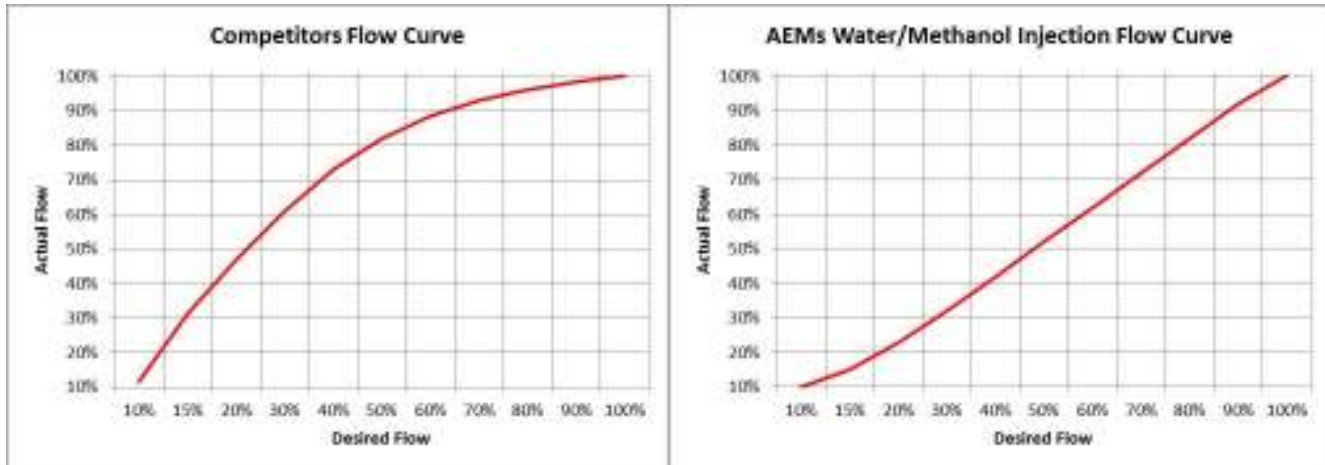 Competitors Flow Curve
Actual Flow
100%
90%
80%
70%
60%
50%
40%
30%
20%
10%
10% 15% 20% 30% 40% 50% 60% 70% 80% 90% 100%
Desired Flow
AEMs Water/Methanol Injection Flow Curve
Actual Flow
100%
90%
80%
70%
60%
50%
40%
30%
20%
10%
10% 15% 20% 30% 40% 50% 60% 70% 80% 90% 100%
Desired Flow